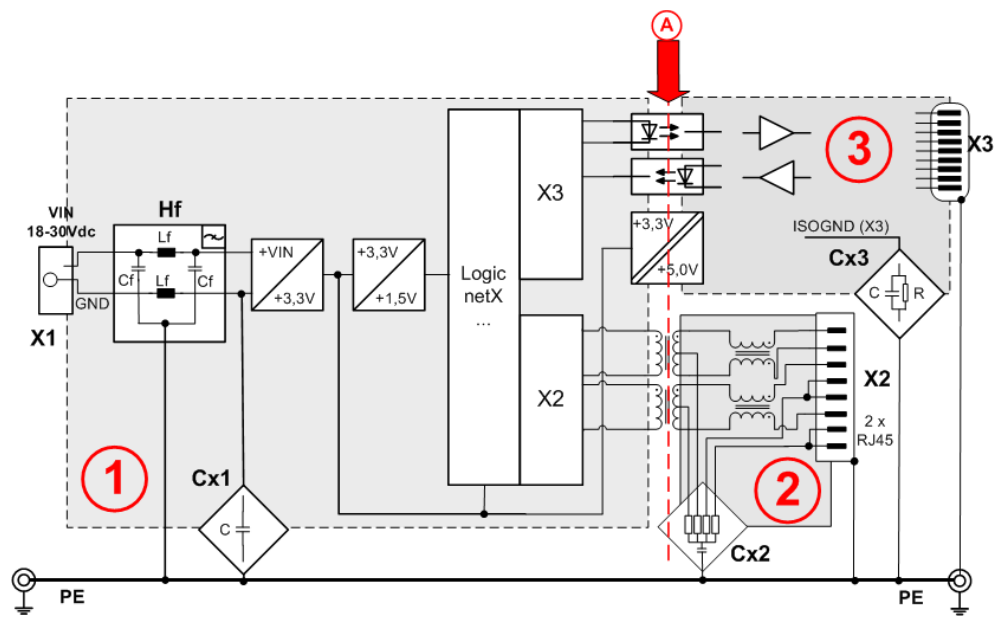 A
3
X3
VIN
18-30Vdc
Hf
Lf
Cf
Lf
Cf
GND
X1
+VIN
+3,3V
+3,3V
+1,5V
Logic
netX
...
X3
X2
+3,3V
+5,0V
ISOGND (X3)
Cx3
C
R
X2
2 x
RJ45
1
Cx1
C
2
Cx2
PE
PE